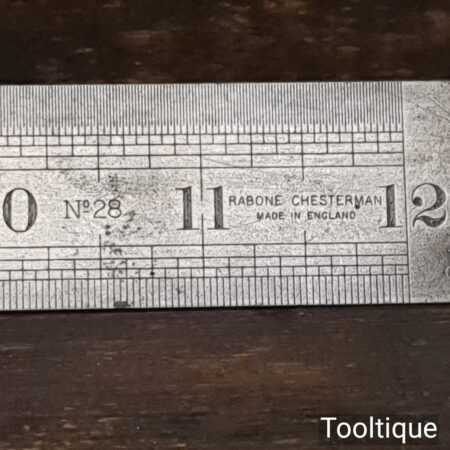 0 Nº28 11 RABONE CHESTERMAN 12
MADE IN ENGLAND
Tooltique